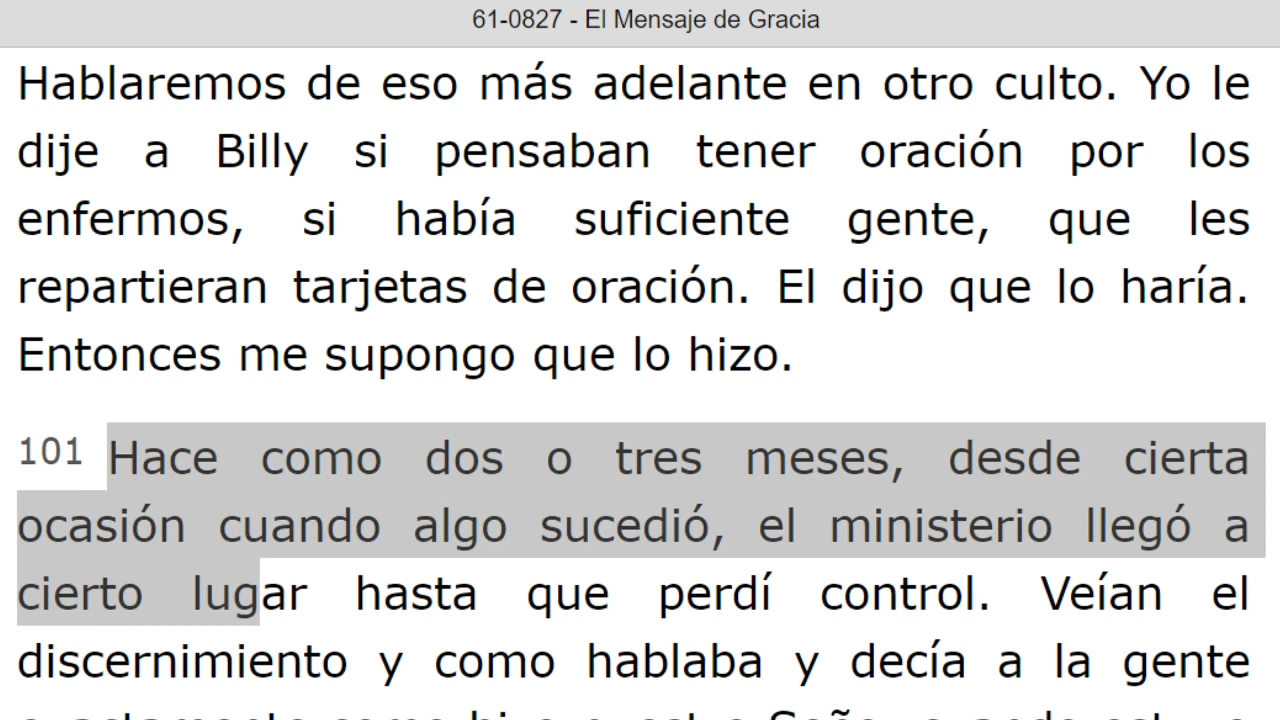 61-0827 - El Mensaje de Gracia
Hablaremos de eso más adelante en otro culto. Yo le
dije a Billy si pensaban tener oración por los
enfermos, si había suficiente gente, que les
repartieran tarjetas de oración. El dijo que lo haría.
Entonces me supongo que lo hizo.
101 Hace como dos o tres meses, desde cierta
ocasión cuando algo sucedió, el ministerio llegó a
cierto lugar hasta que perdí control. Veían el
discernimiento y como hablaba y decía a la gente